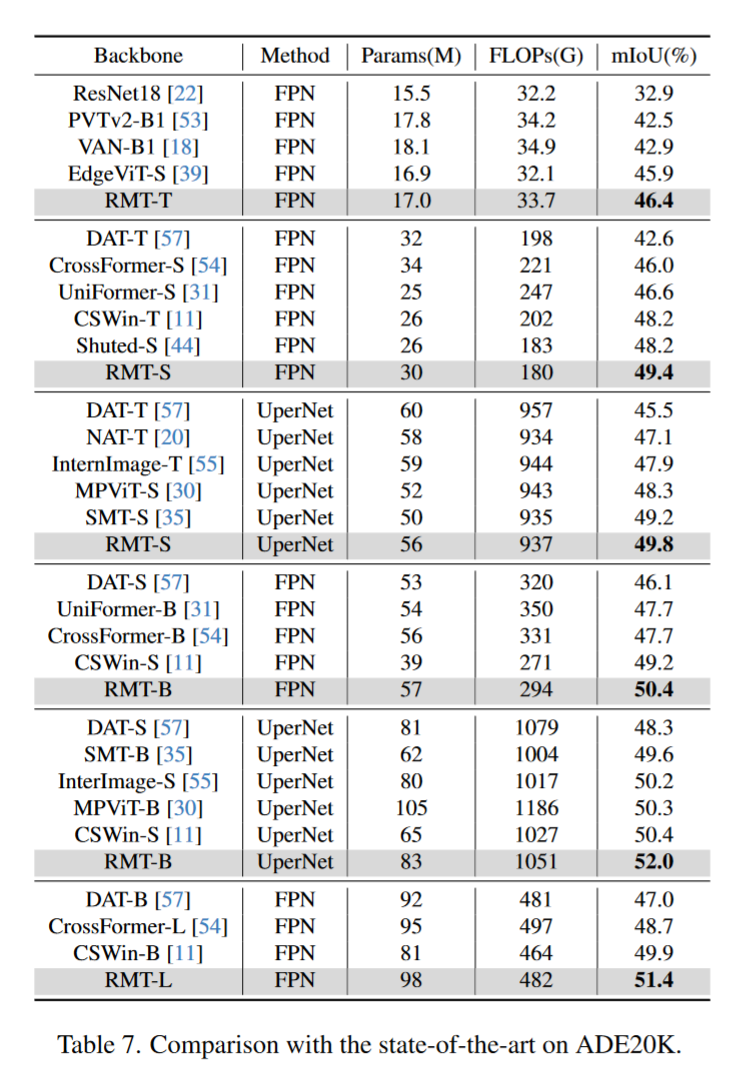 Backbone Method Params(M) FLOPs(G) mIoU(%)
ResNet18 [22] FPN 15.5 32.2 32.9
PVTv2-B1 [53] FPN 17.8 34.2 42.5
VAN-B1 [18] FPN 18.1 34.9 42.9
EdgeViT-S [39] FPN 16.9 32.1 45.9
RMT-T FPN 17.0 33.7 46.4
DAT-T [57] FPN 32 198 42.6
CrossFormer-S [54] FPN 34 221 46.0
UniFormer-S [31] FPN 25 247 46.6
CSWin-T [11] FPN 26 202 48.2
Shuted-S [44] FPN 26 183 48.2
RMT-S FPN 30 180 49.4
DAT-T [57] UperNet 60 957 45.5
NAT-T [20] UperNet 58 934 47.1
InternImage-T [55] UperNet 59 944 47.9
MPViT-S [30] UperNet 52 943 48.3
SMT-S [35] UperNet 50 935 49.2
RMT-S UperNet 56 937 49.8
DAT-S [57] FPN 53 320 46.1
UniFormer-B [31] FPN 54 350 47.7
CrossFormer-B [54] FPN 56 331 47.7
CSWin-S [11] FPN 39 271 49.2
RMT-B FPN 57 294 50.4
DAT-S [57] UperNet 81 1079 48.3
SMT-B [35] UperNet 62 1004 49.6
InterImage-S [55] UperNet 80 1017 50.2
MPViT-B [30] UperNet 105 1186 50.3
CSWin-S [11] UperNet 65 1027 50.4
RMT-B UperNet 83 1051 52.0
DAT-B [57] FPN 92 481 47.0
CrossFormer-L [54] FPN 95 497 48.7
CSWin-B [11] FPN 81 464 49.9
RMT-L FPN 98 482 51.4
Table 7. Comparison with the state-of-the-art on ADE20K.